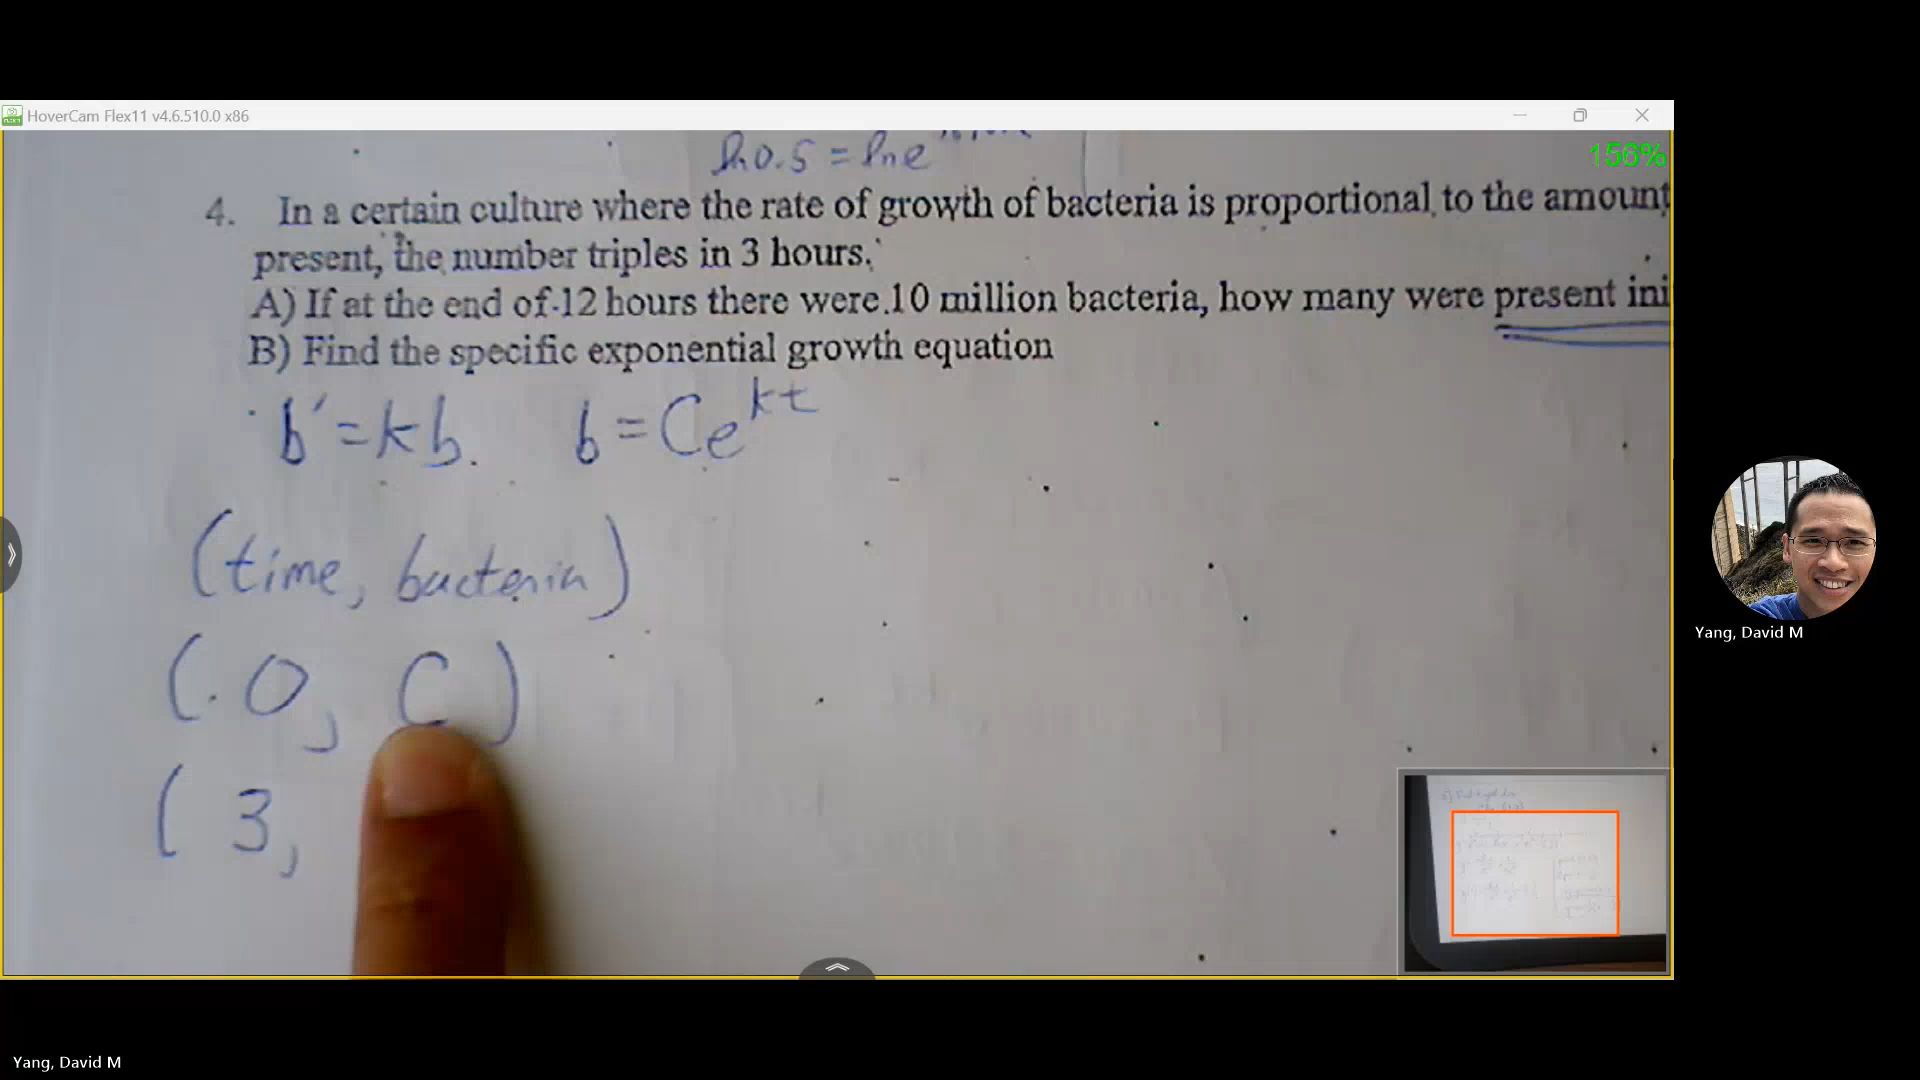 HoverCam Flex11 v4.6.510.0 x86
156%
ln 0.5 = ln e
4. In a certain culture where the rate of growth of bacteria is proportional to the amount
present, the number triples in 3 hours.
A) If at the end of 12 hours there were 10 million bacteria, how many were present ini
B) Find the specific exponential growth equation
b' = kb b = Ce^kt
(time, bacteria)
(0, C)
(3,
Yang, David M
Yang, David M